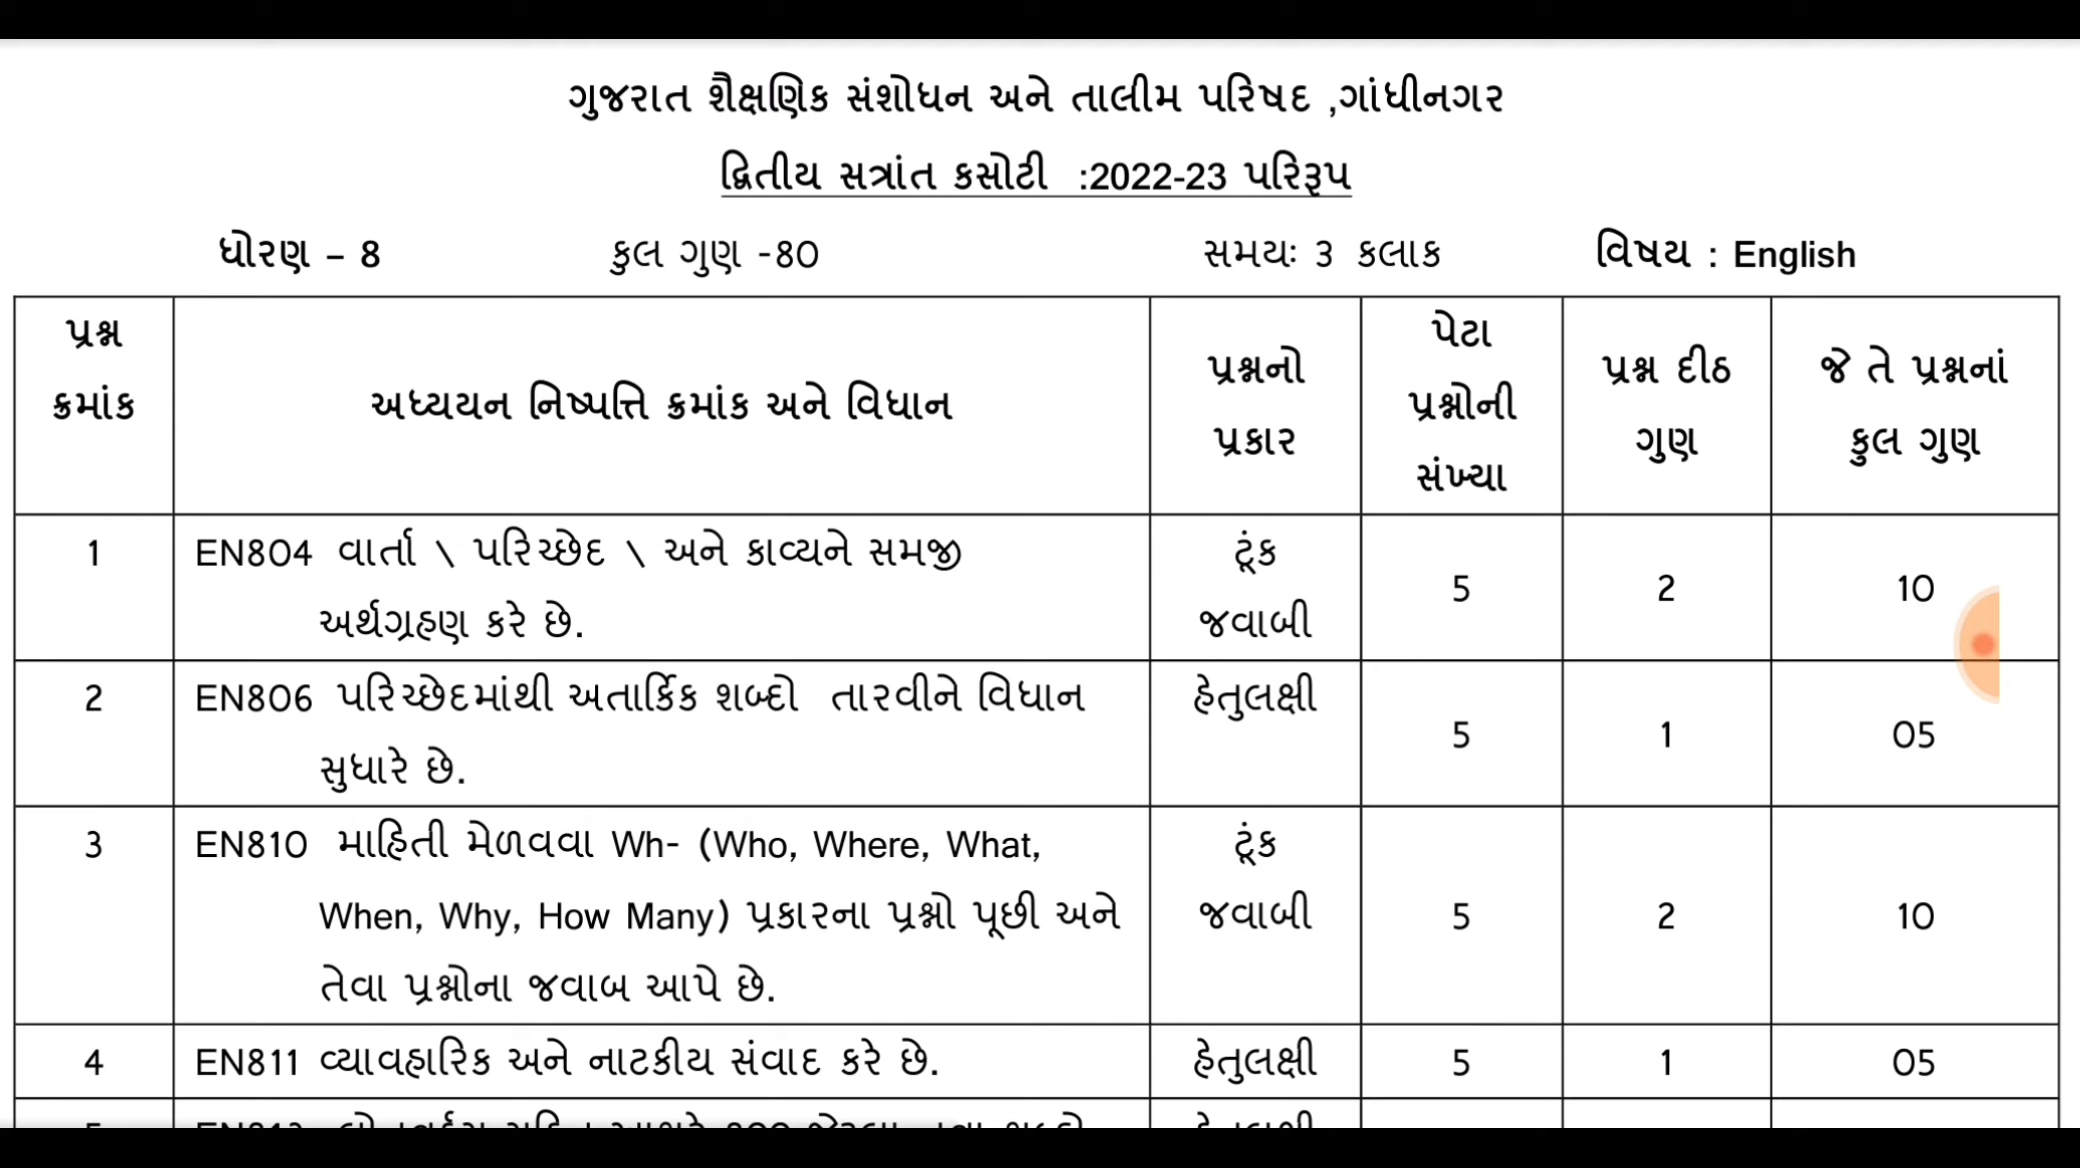 ગુજરાત શૈક્ષણિક સંશોધન અને તાલીમ પરિષદ ,ગાંધીનગર
દ્વિતીય સત્રાંત કસોટી :2022-23 પરિરૂપ
ધોરણ – 8 કુલ ગુણ -80 સમયઃ 3 કલાક વિષય : English
પ્રશ્ન ક્રમાંક
અધ્યયન નિષ્પત્તિ ક્રમાંક અને વિધાન
પ્રશ્નનો પ્રકાર
પેટા પ્રશ્નોની સંખ્યા
પ્રશ્ન દીઠ ગુણ
જે તે પ્રશ્નનાં કુલ ગુણ
1 EN804 વાર્તા \ પરિચ્છેદ \ અને કાવ્યને સમજી ટૂંક
અર્થગ્રહણ કરે છે. જવાબી 5 2 10
2 EN806 પરિચ્છેદમાંથી અતાર્કિક શબ્દો તારવીને વિધાન હેતુલક્ષી
સુધારે છે. 5 1 05
3 EN810 માહિતી મેળવવા Wh- (Who, Where, What, ટૂંક
When, Why, How Many) પ્રકારના પ્રશ્નો પૂછી અને જવાબી 5 2 10
તેવા પ્રશ્નોના જવાબ આપે છે.
4 EN811 વ્યાવહારિક અને નાટકીય સંવાદ કરે છે. હેતુલક્ષી 5 1 05